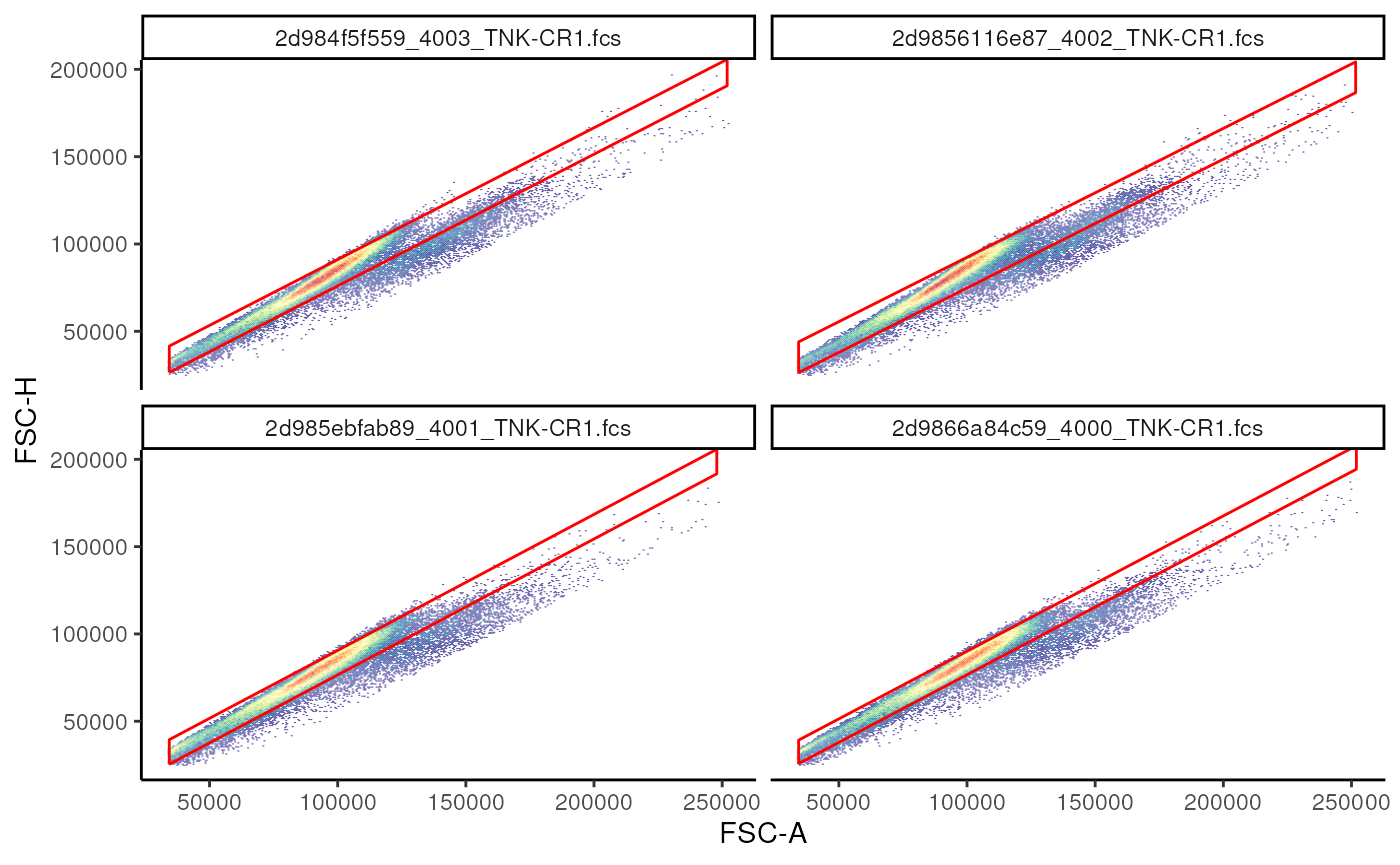 2d984f5f559_4003_TNK-CR1.fcs
2d9856116e87_4002_TNK-CR1.fcs
200000
150000
100000
50000
FSC-H
2d985ebfab89_4001_TNK-CR1.fcs
2d9866a84c59_4000_TNK-CR1.fcs
200000
150000
100000
50000
50000 100000 150000 200000 250000
50000 100000 150000 200000 250000
FSC-A